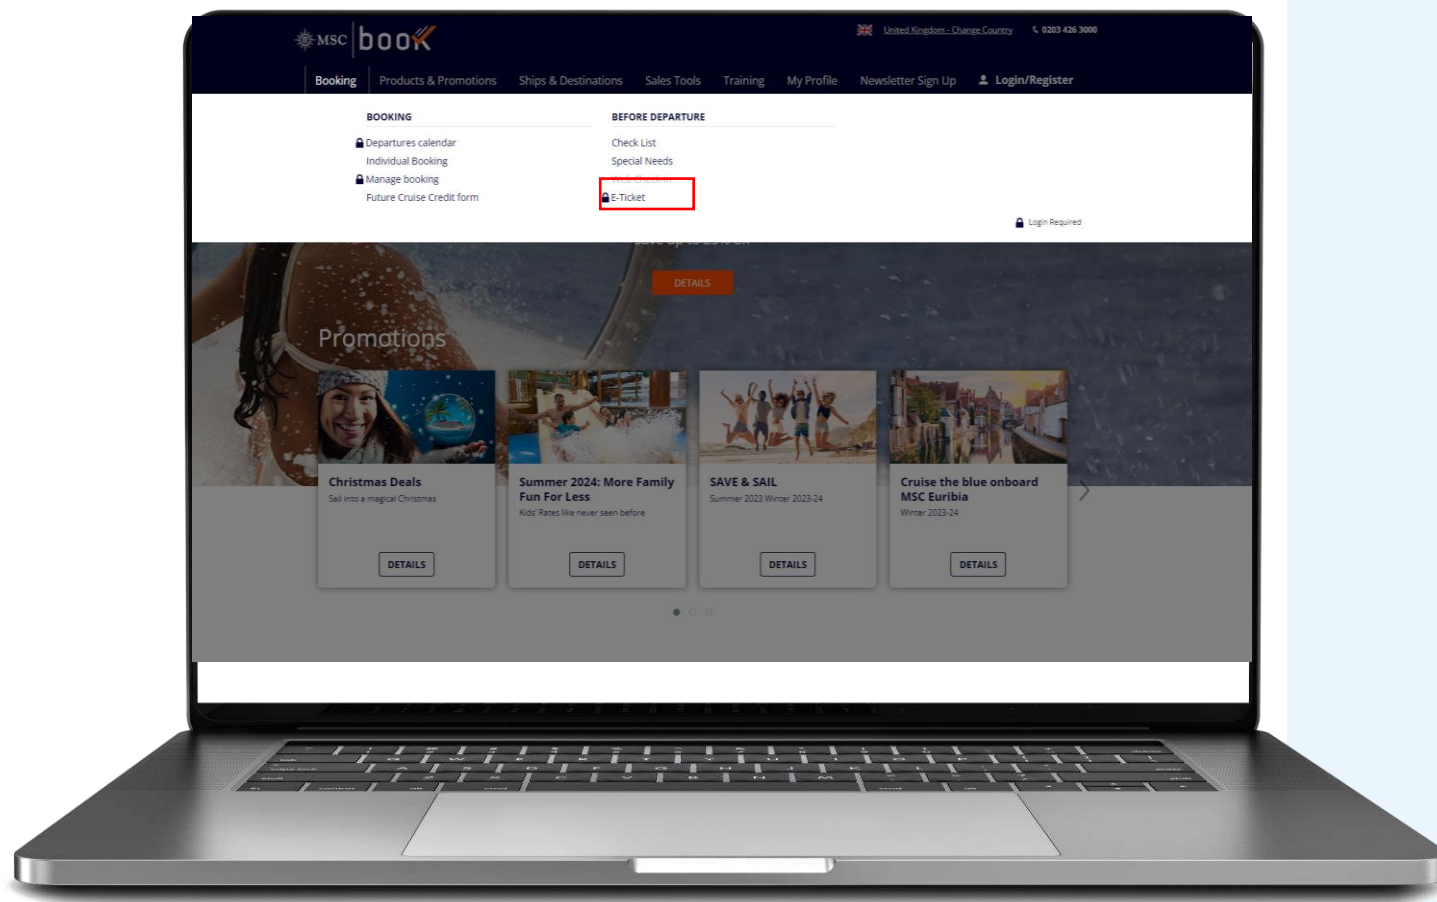 MSC book
United Kingdom - Change Country 0203 426 3000
Booking Products & Promotions Ships & Destinations Sales Tools Training My Profile Newsletter Sign Up Login/Register
BOOKING
Departures calendar
Individual Booking
Manage booking
Future Cruise Credit form
BEFORE DEPARTURE
Check List
Special Needs
Web Check-in
E-Ticket
Login Required
DETAILS
Promotions
Christmas Deals
Sail into a magical Christmas
DETAILS
Summer 2024: More Family
Fun For Less
Kids' Rates like never seen before
DETAILS
SAVE & SAIL
Summer 2023 Winter 2023-24
DETAILS
Cruise the blue onboard
MSC Euribia
Winter 2023-24
DETAILS